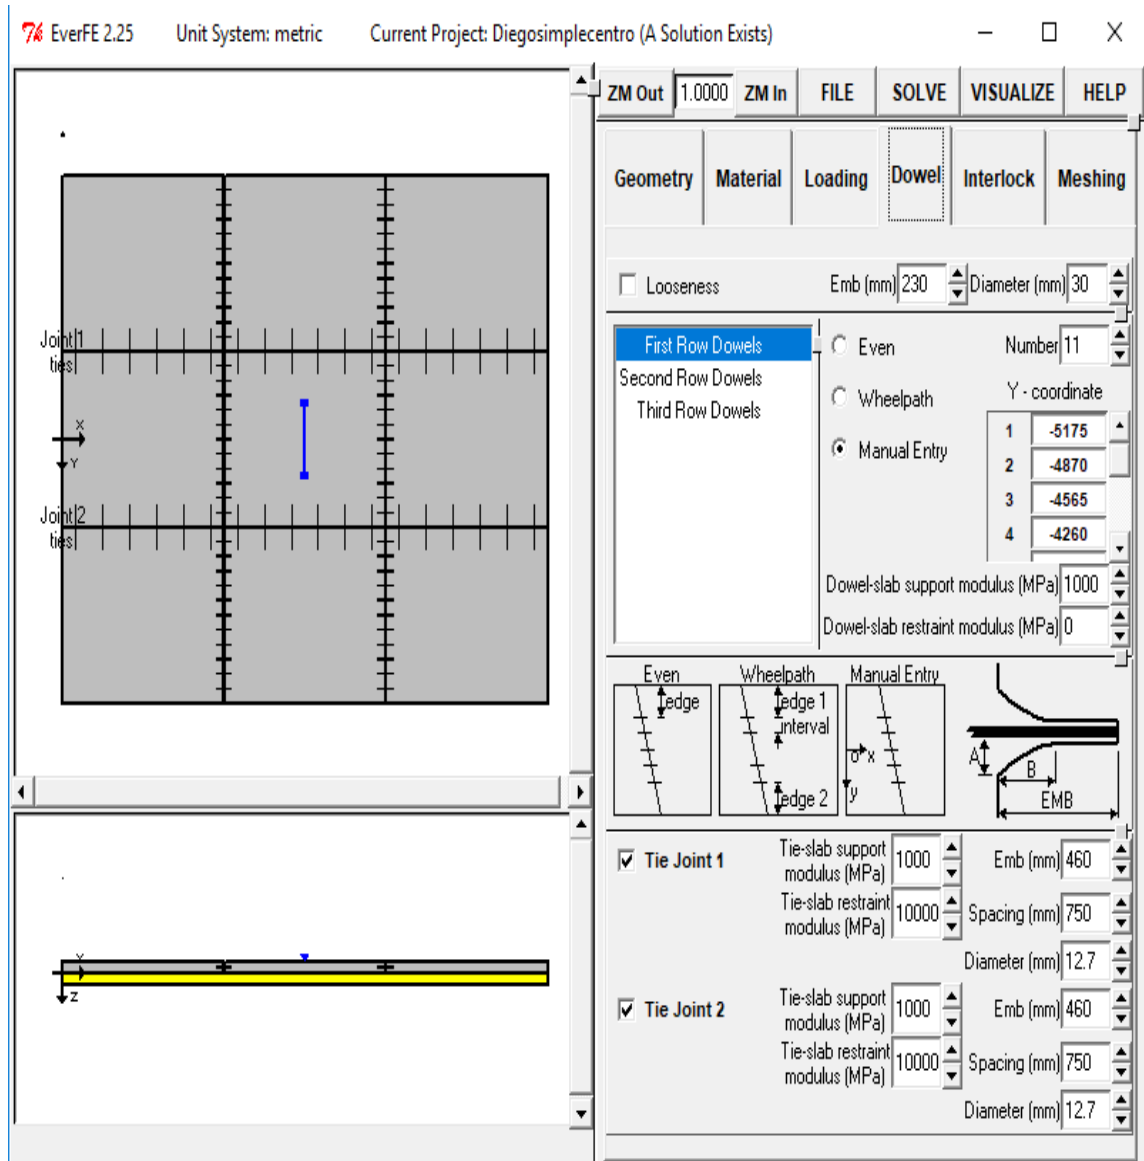 EverFE 2.25 Unit System: metric Current Project: Diegosimplecentro (A Solution Exists)
ZM Out 1.0000 ZM In FILE SOLVE VISUALIZE HELP
Geometry Material Loading Dowel Interlock Meshing
Looseness Emb (mm) 230 Diameter (mm) 30
First Row Dowels
Second Row Dowels
Third Row Dowels
Even
Wheelpath
Manual Entry
Number 11
Y - coordinate
1 -5175
2 -4870
3 -4565
4 -4260
Dowel-slab support modulus (MPa) 1000
Dowel-slab restraint modulus (MPa) 0
Joint 1
ties
X
Y
Joint 2
ties
Even
edge
Wheelpath
edge 1
interval
edge 2
Manual Entry
o x
y
A
B
EMB
X
Z
Tie Joint 1
Tie-slab support
modulus (MPa) 1000
Emb (mm) 460
Tie-slab restraint
modulus (MPa) 10000
Spacing (mm) 750
Diameter (mm) 12.7
Tie Joint 2
Tie-slab support
modulus (MPa) 1000
Emb (mm) 460
Tie-slab restraint
modulus (MPa) 10000
Spacing (mm) 750
Diameter (mm) 12.7